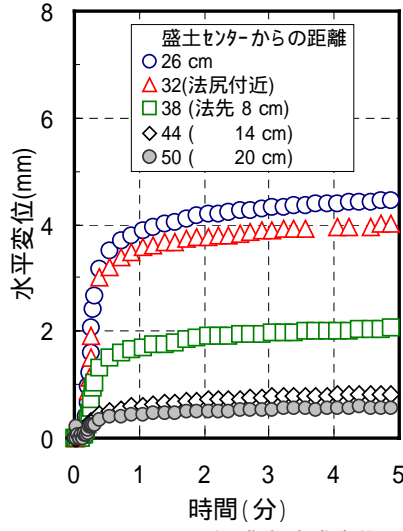 盛土センターからの距離
26 cm
32(法尻付近)
38 (法先 8 cm)
44 ( 14 cm)
50 ( 20 cm)
水平変位(mm)
8
6
4
2
0
0 1 2 3 4 5
時間(分)